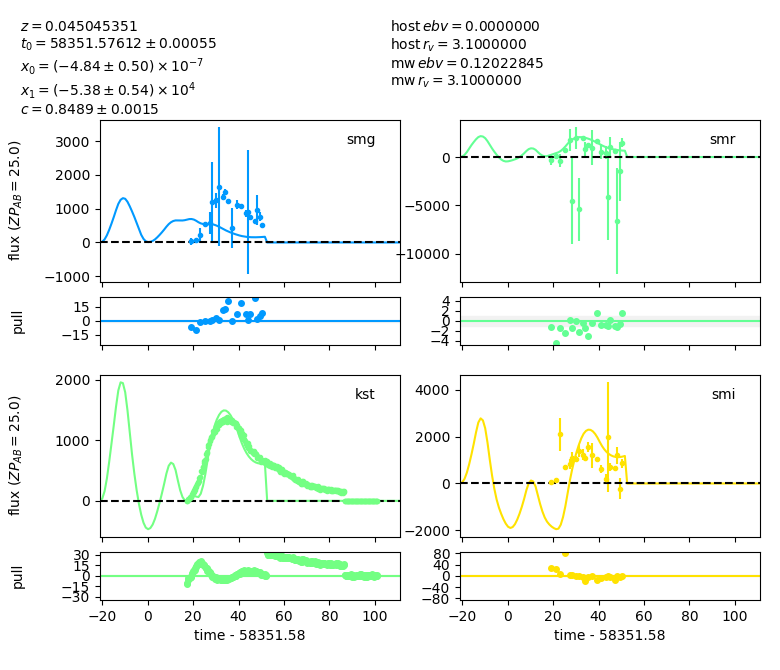 z = 0.045045351
t₀ = 58351.57612 ± 0.00055
x₀ = (−4.84 ± 0.50) × 10⁻⁷
x₁ = (−5.38 ± 0.54) × 10⁴
c = 0.8489 ± 0.0015
host ebv = 0.0000000
host r_v = 3.1000000
mw ebv = 0.12022845
mw r_v = 3.1000000
smg
flux (ZP_AB = 25.0)
3000
2000
1000
0
−1000
smr
0
−5000
−10000
pull
15
0
−15
4
2
0
−2
−4
kst
flux (ZP_AB = 25.0)
2000
1000
0
smi
4000
2000
0
−2000
pull
30
15
0
−15
−30
80
40
0
−40
−80
−20 0 20 40 60 80 100
−20 0 20 40 60 80 100
time - 58351.58
time - 58351.58